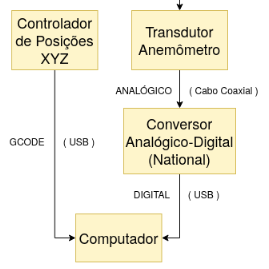 Controlador
de Posições
XYZ
Transdutor
Anemômetro
ANALÓGICO
( Cabo Coaxial )
GCODE
( USB )
Conversor
Analógico-Digital
(National)
DIGITAL
( USB )
Computador